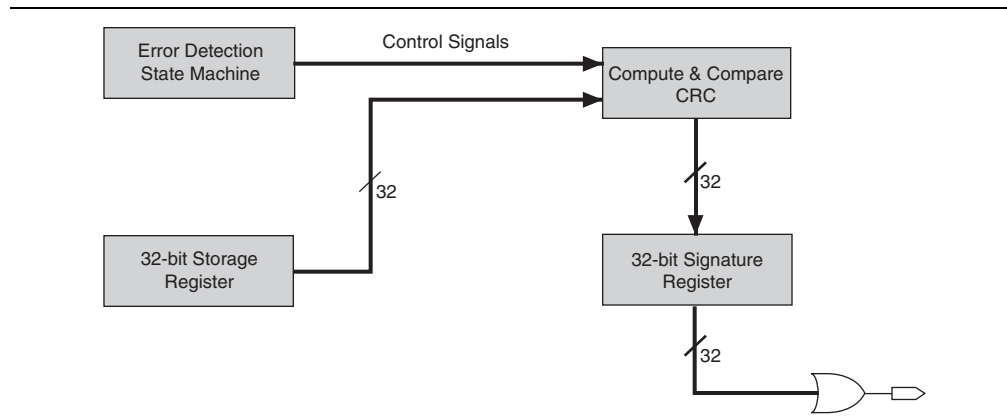 Error Detection
State Machine
Control Signals
Compute & Compare
CRC
32
32
32-bit Storage
Register
32-bit Signature
Register
32